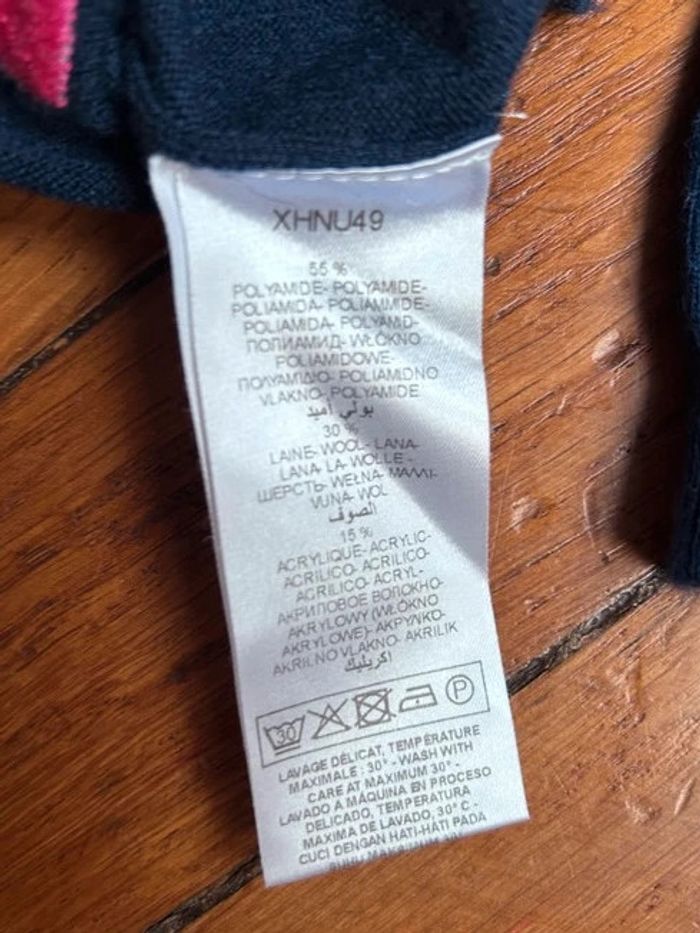 XHNU49
55 %
POLYAMIDE- POLYAMIDE-
POLIAMIDA- POLIAMMIDE-
POLIAMIDA- POLYAMID-
ПОЛИАМИД- WŁÓKNO
POLIAMIDOWE-
ΠΟΛΥΑΜΙΔΙΟ- POLIAMIDNO
VLAKNO- POLYAMIDE
بولي أميد
30 %
LAINE- WOOL- LANA-
LANA- LA- WOLLE -
ШЕРСТЬ- WEŁNA- ΜΑΛΛΙ-
VUNA- WOL
الصوف
15 %
ACRYLIQUE- ACRYLIC-
ACRILICO- ACRILICO-
ACRILICO- ACRYL-
АКРИЛОВОЕ ВОЛОКНО-
AKRYLOWY (WŁÓKNO
AKRYLOWE)- ΑΚΡΥΛΙΚΟ-
AKRILNO VLAKNO- AKRILIK
اكريليك
30
P
LAVAGE DÉLICAT, TEMPÉRATURE
MAXIMALE : 30° - WASH WITH
CARE AT MAXIMUM 30° -
LAVADO A MÁQUINA EN PROCESO
DELICADO, TEMPERATURA
MÁXIMA DE LAVADO, 30° C -
CUCI DENGAN HATI-HATI PADA
SUHU MAKSIMUM